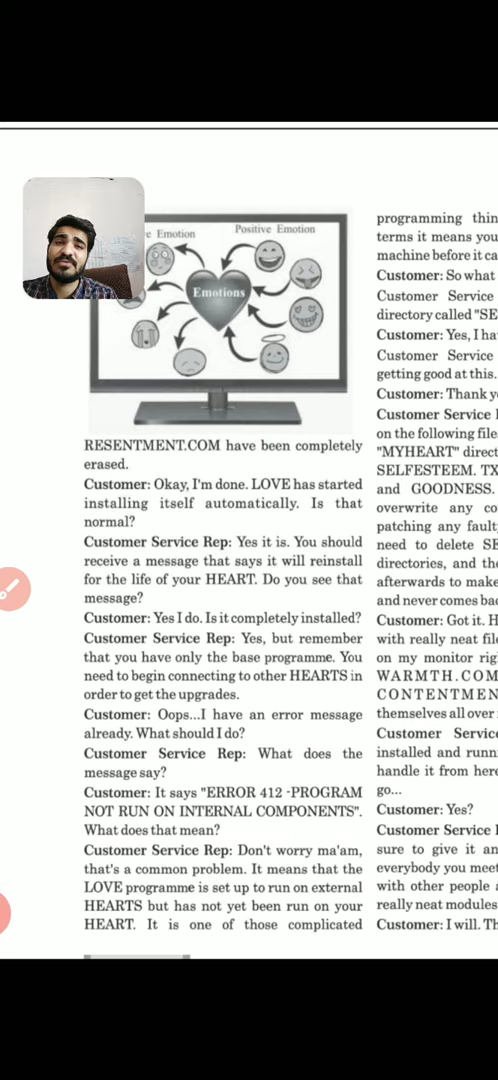 e Emotion
Positive Emotion
Emotions
RESENTMENT.COM have been completely
erased.
Customer: Okay, I'm done. LOVE has started
installing itself automatically. Is that
normal?
Customer Service Rep: Yes it is. You should
receive a message that says it will reinstall
for the life of your HEART. Do you see that
message?
Customer: Yes I do. Is it completely installed?
Customer Service Rep: Yes, but remember
that you have only the base programme. You
need to begin connecting to other HEARTS in
order to get the upgrades.
Customer: Oops...I have an error message
already. What should I do?
Customer Service Rep: What does the
message say?
Customer: It says "ERROR 412 -PROGRAM
NOT RUN ON INTERNAL COMPONENTS".
What does that mean?
Customer Service Rep: Don't worry ma'am,
that's a common problem. It means that the
LOVE programme is set up to run on external
HEARTS but has not yet been run on your
HEART. It is one of those complicated
programming thin
terms it means you
machine before it ca
Customer: So what
Customer Service
directory called "SE
Customer: Yes, I ha
Customer Service
getting good at this.
Customer: Thank y
Customer Service
on the following file
"MYHEART" direct
SELFESTEEM. TX
and GOODNESS.
overwrite any co
patching any fault
need to delete SE
directories, and the
afterwards to make
and never comes bac
Customer: Got it. H
with really neat file
on my monitor rig
WARMTH.COM
CONTENTMEN
themselves all over
Customer Service
installed and runn
handle it from here
go...
Customer: Yes?
Customer Service
sure to give it an
everybody you meet
with other people a
really neat modules
Customer: I will. Th